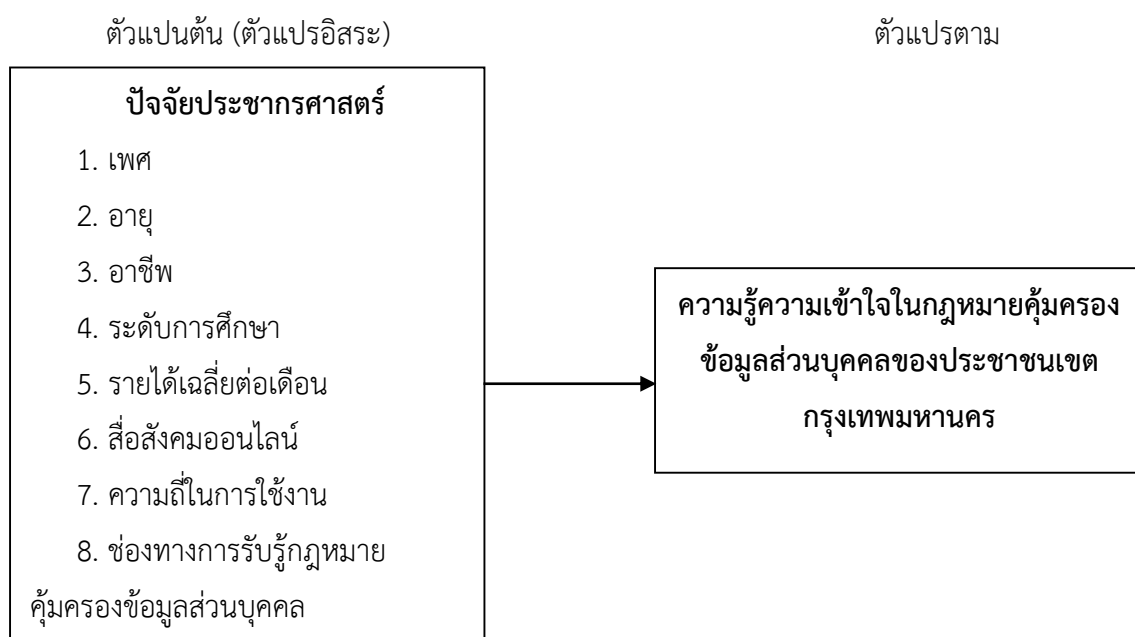 ตัวแปนต้น (ตัวแปรอิสระ)
ตัวแปรตาม
ปัจจัยประชากรศาสตร์
1. เพศ
2. อายุ
3. อาชีพ
4. ระดับการศึกษา
5. รายได้เฉลี่ยต่อเดือน
6. สื่อสังคมออนไลน์
7. ความถี่ในการใช้งาน
8. ช่องทางการรับรู้กฎหมาย
คุ้มครองข้อมูลส่วนบุคคล
ความรู้ความเข้าใจในกฎหมายคุ้มครอง
ข้อมูลส่วนบุคคลของประชาชนเขต
กรุงเทพมหานคร